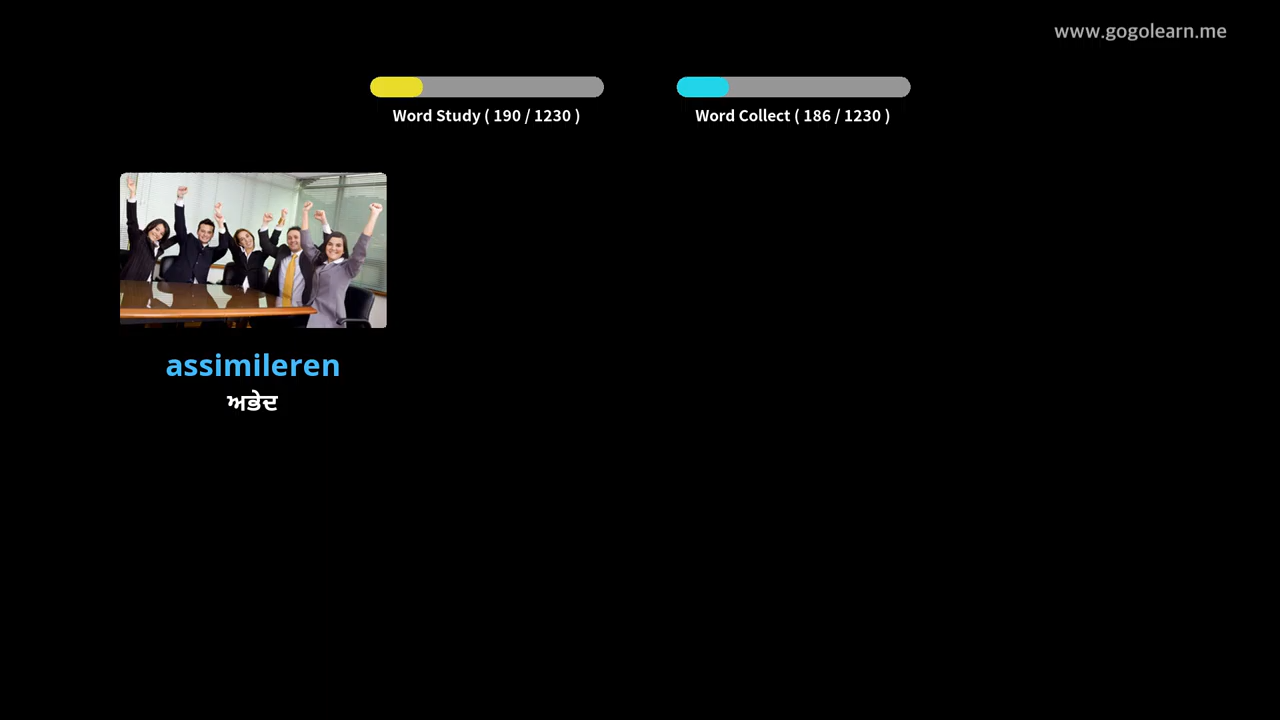 www.gogolearn.me
Word Study ( 190 / 1230 )
Word Collect ( 186 / 1230 )
assimileren
ਅਭੇਦ